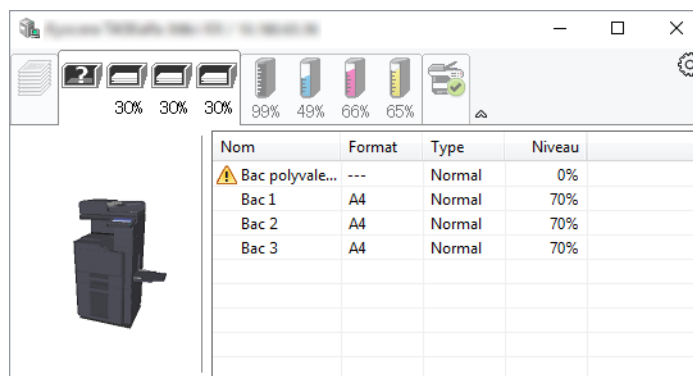 ?
30% 30% 30% 99% 49% 66% 65%
Nom Format Type Niveau
Bac polyvale... --- Normal 0%
Bac 1 A4 Normal 70%
Bac 2 A4 Normal 70%
Bac 3 A4 Normal 70%